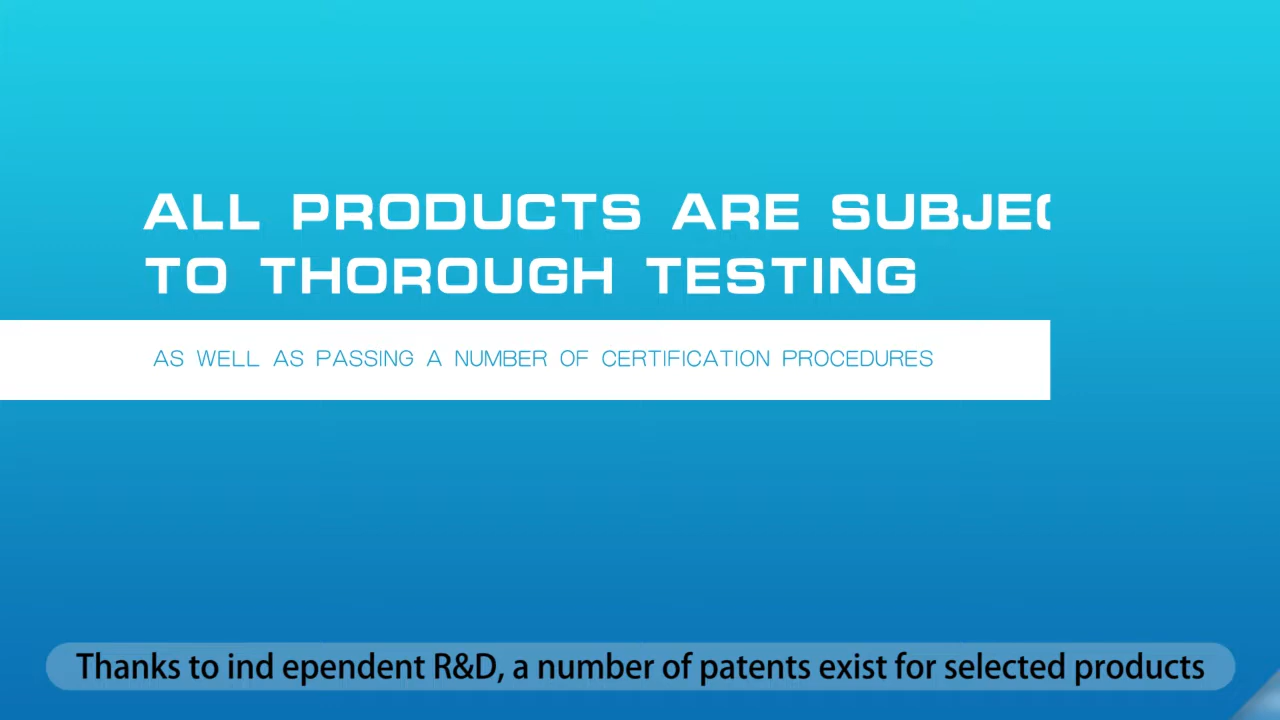 ALL PRODUCTS ARE SUBJEC
TO THOROUGH TESTING
AS WELL AS PASSING A NUMBER OF CERTIFICATION PROCEDURES
Thanks to ind ependent R&D, a number of patents exist for selected products